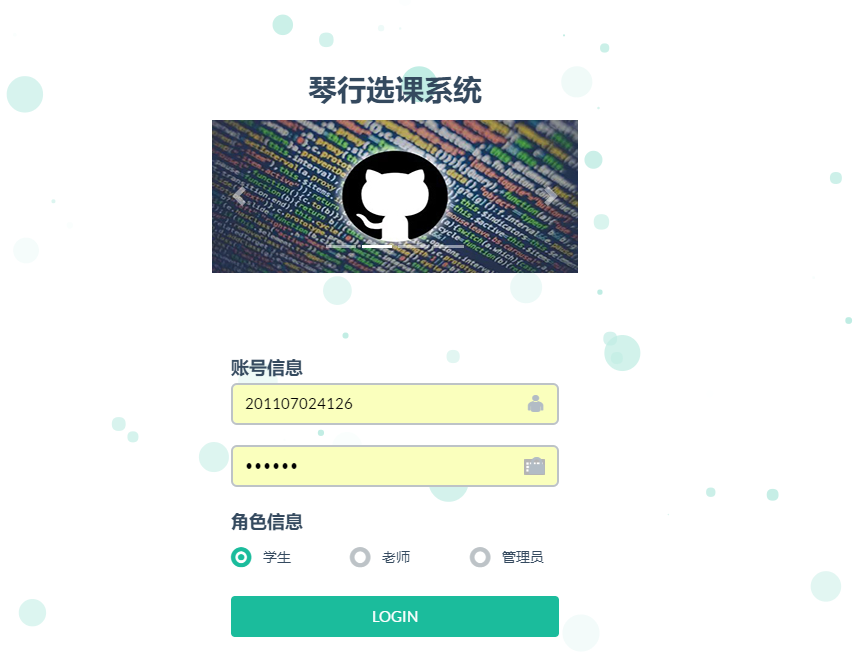 琴行选课系统
账号信息
201107024126
••••••
角色信息
学生 老师 管理员
LOGIN